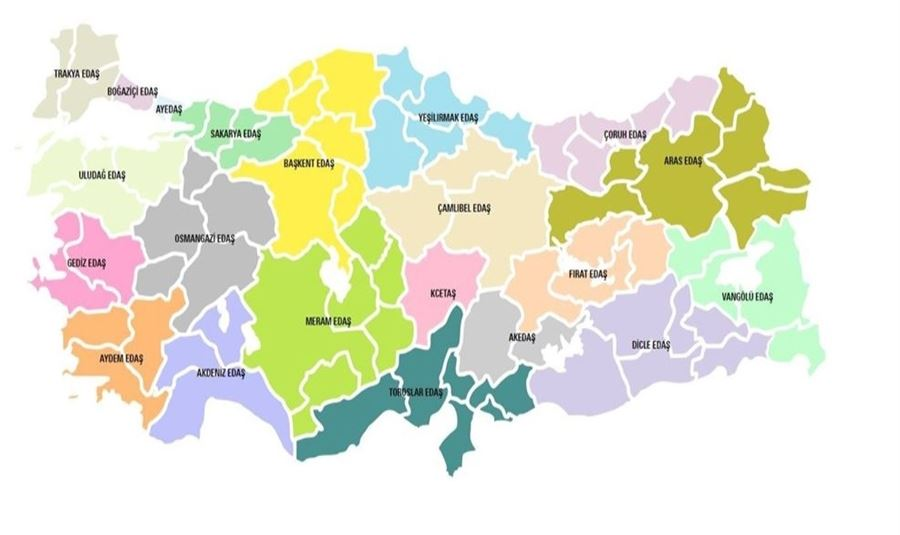 TRAKYA EDAŞ
BOĞAZİÇİ EDAŞ
AYEDAŞ
SAKARYA EDAŞ
YEŞİLIRMAK EDAŞ
ÇORUH EDAŞ
BAŞKENT EDAŞ
ARAS EDAŞ
ULUDAĞ EDAŞ
ÇAMLIBEL EDAŞ
OSMANGAZİ EDAŞ
GEDİZ EDAŞ
FIRAT EDAŞ
KCETAŞ
VANGÖLÜ EDAŞ
MERAM EDAŞ
AKEDAŞ
DİCLE EDAŞ
AYDEM EDAŞ
AKDENİZ EDAŞ
TOROSLAR EDAŞ